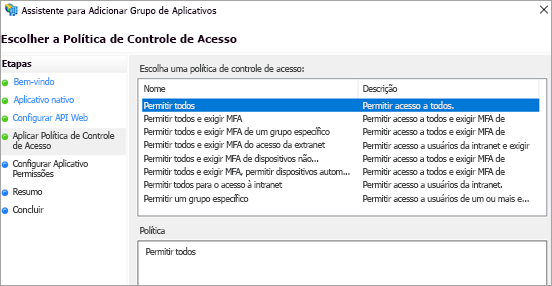 Assistente para Adicionar Grupo de Aplicativos
Escolher a Política de Controle de Acesso
Etapas
Bem-vindo
Aplicativo nativo
Configurar API Web
Aplicar Política de Controle
de Acesso
Configurar Aplicativo
Permissões
Resumo
Concluir
Escolha uma política de controle de acesso:
Nome Descrição
Permitir todos Permitir acesso a todos.
Permitir todos e exigir MFA Permitir acesso a todos e exigir MFA de
Permitir todos e exigir MFA de um grupo específico Permitir acesso a todos e exigir MFA de
Permitir todos e exigir MFA do acesso da extranet Permitir acesso a usuários da intranet e exigir
Permitir todos e exigir MFA de dispositivos não... Permitir acesso a todos e exigir MFA de
Permitir todos e exigir MFA, permitir dispositivos autom... Permitir acesso a todos e exigir MFA de
Permitir todos para o acesso à intranet Permitir acesso a usuários da intranet.
Permitir um grupo específico Permitir acesso a usuários de um ou mais e...
Política
Permitir todos